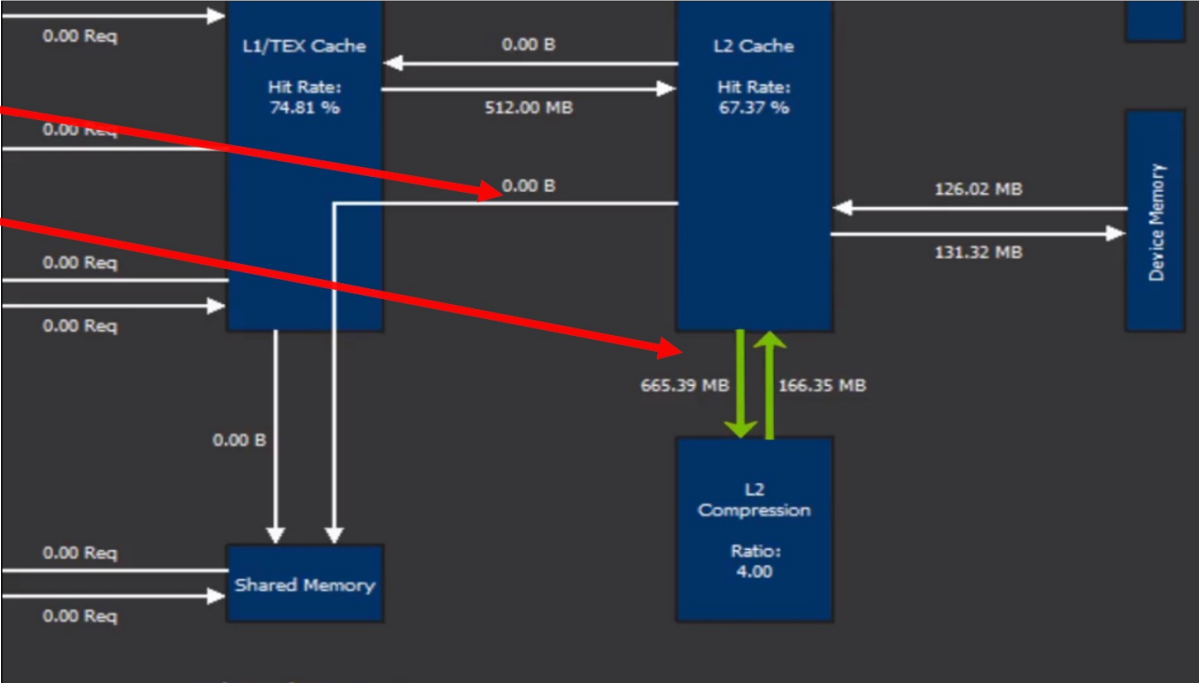 0.00 Req
L1/TEX Cache
Hit Rate:
74.81 %
0.00 B
512.00 MB
L2 Cache
Hit Rate:
67.37 %
0.00 Req
0.00 B
126.02 MB
131.32 MB
Device Memory
0.00 Req
0.00 Req
665.39 MB
166.35 MB
0.00 B
L2
Compression
Ratio:
4.00
0.00 Req
Shared Memory
0.00 Req